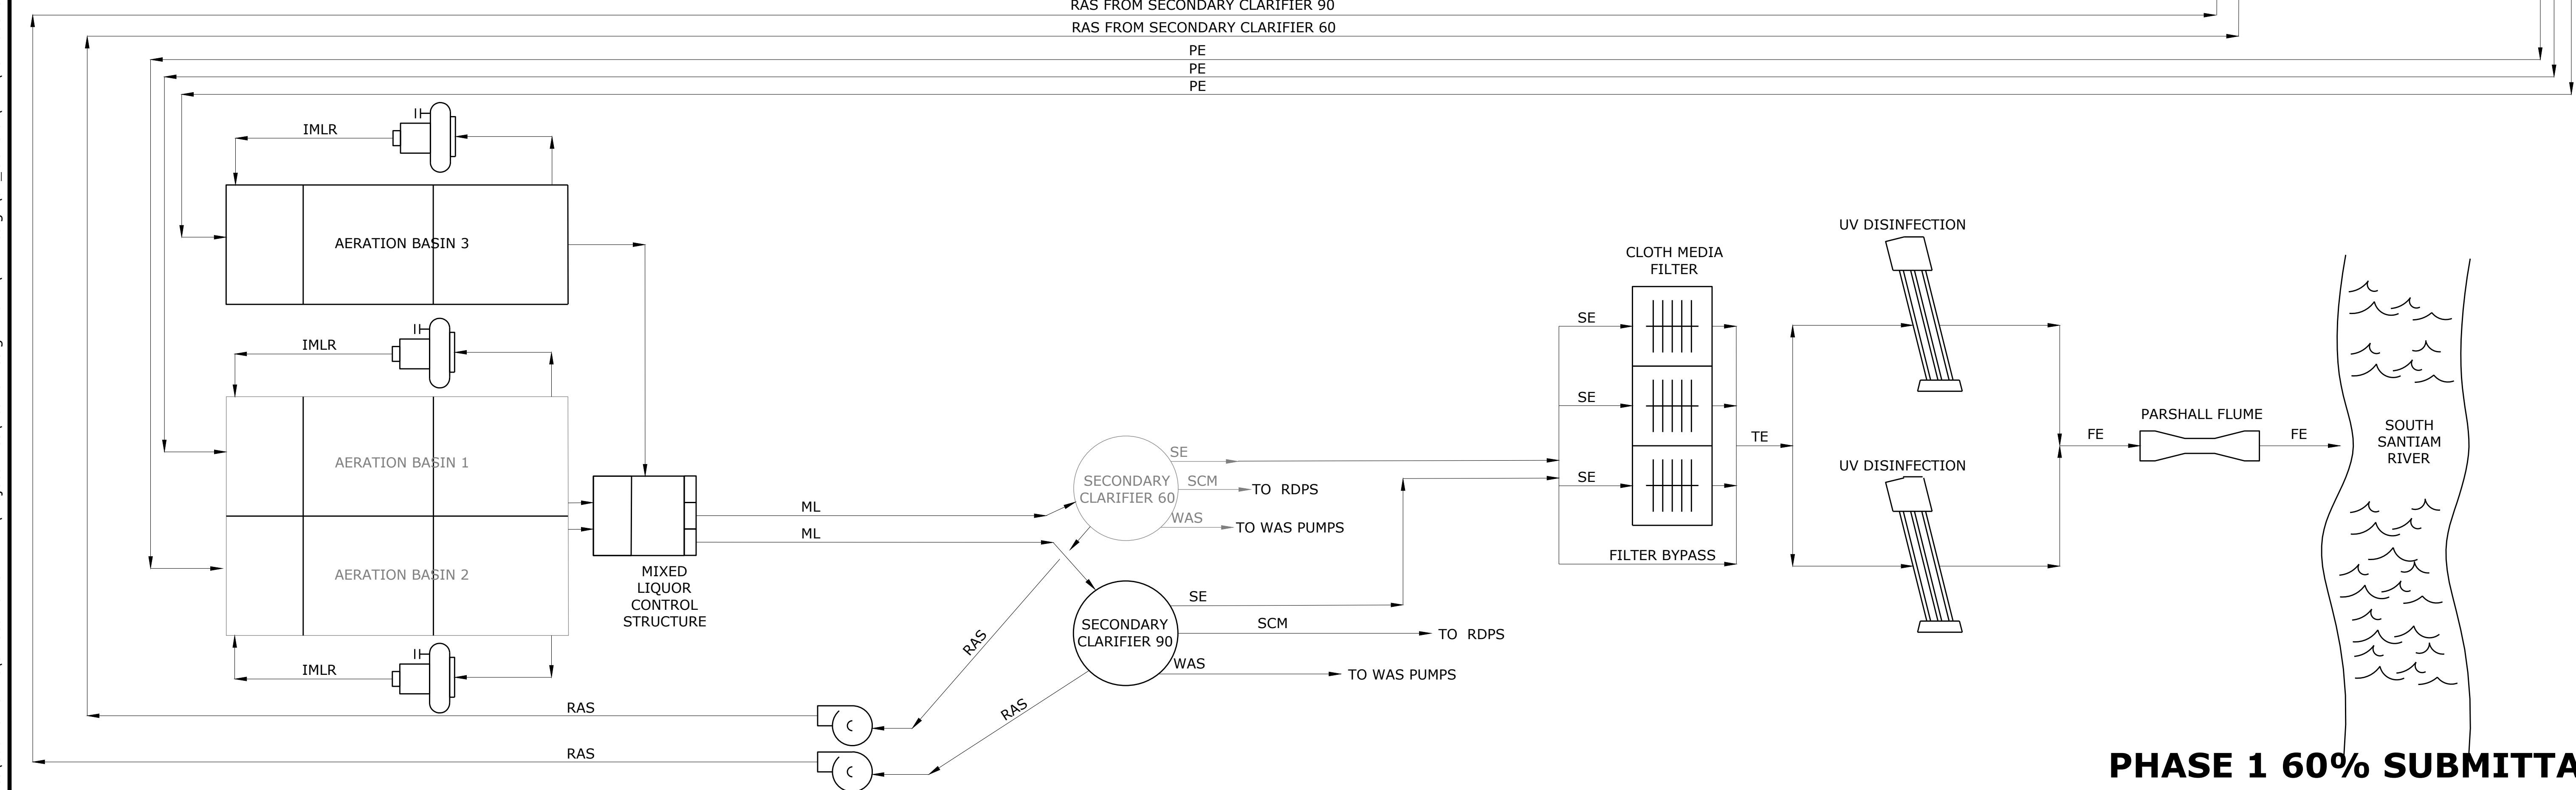 RAS FROM SECONDARY CLARIFIER 90
RAS FROM SECONDARY CLARIFIER 60
PE
PE
PE
IMLR
AERATION BASIN 3
IMLR
AERATION BASIN 1
AERATION BASIN 2
IMLR
MIXED
LIQUOR
CONTROL
STRUCTURE
ML
ML
SECONDARY
CLARIFIER 60
SE
SCM
TO RDPS
WAS
TO WAS PUMPS
SECONDARY
CLARIFIER 90
SE
SCM
TO RDPS
WAS
TO WAS PUMPS
RAS
RAS
RAS
RAS
CLOTH MEDIA
FILTER
SE
SE
SE
FILTER BYPASS
TE
UV DISINFECTION
UV DISINFECTION
FE
PARSHALL FLUME
FE
SOUTH
SANTIAM
RIVER
PHASE 1 60% SUBMITTA